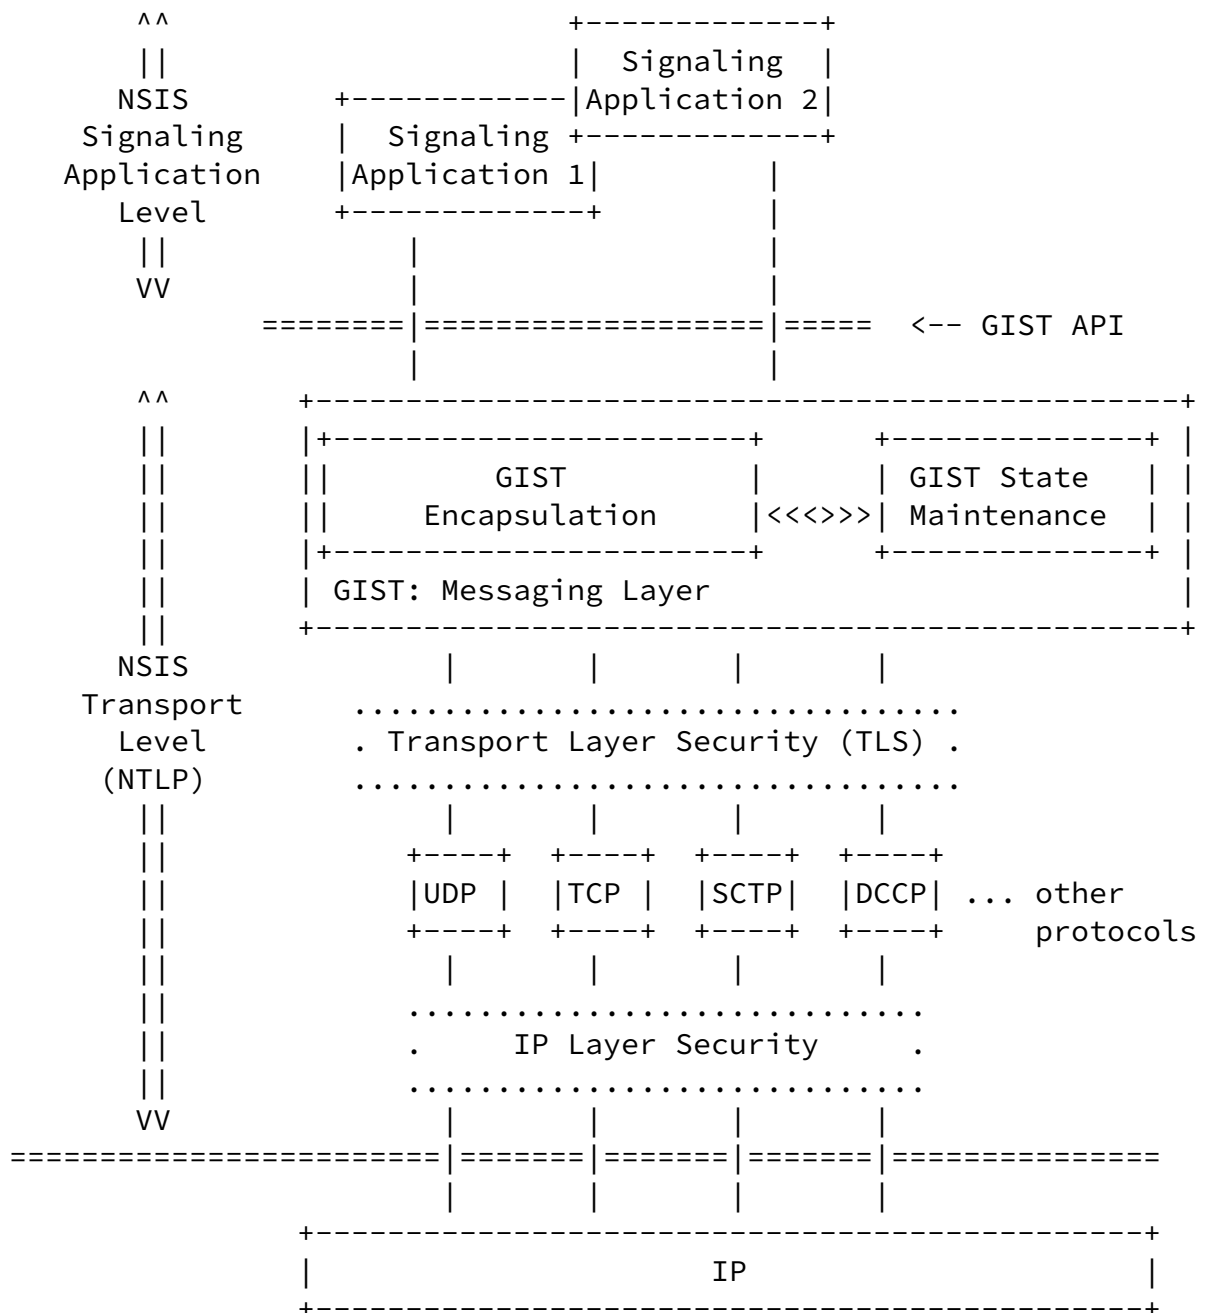 ^^                        +-------------+
||                        |  Signaling  |
NSIS        +------------|Application 2|
Signaling      |  Signaling +-------------+
Application    |Application 1|         |
Level       +-------------+         |
||              |                   |
VV              |                   |
========|===================|=====  <-- GIST API
|                   |
^^       +------------------------------------------------+
||       |+-----------------------+      +--------------+ |
||       ||         GIST          |      | GIST State   | |
||       ||     Encapsulation     |<<<>>>| Maintenance  | |
||       |+-----------------------+      +--------------+ |
||       | GIST: Messaging Layer                          |
||       +------------------------------------------------+
NSIS              |       |       |       |
Transport      ..................................
Level        . Transport Layer Security (TLS) .
(NTLP)        ..................................
||               |       |       |       |
||             +----+  +----+  +----+  +----+
||             |UDP |  |TCP |  |SCTP|  |DCCP| ... other
||             +----+  +----+  +----+  +----+     protocols
||               |       |       |       |
||             .............................
||             .     IP Layer Security     .
||             .............................
VV               |       |       |       |
========================|=======|=======|=======|===============
|       |       |       |
+----------------------------------------------+
|                      IP                      |
+----------------------------------------------+